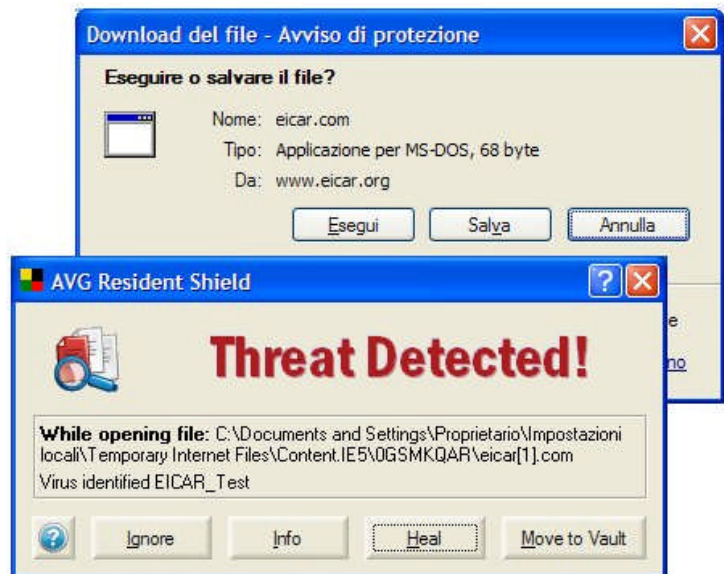 Download del file - Avviso di protezione
Eseguire o salvare il file?
Nome: eicar.com
Tipo: Applicazione per MS-DOS, 68 byte
Da: www.eicar.org
Esegui Salva Annulla
e
no
AVG Resident Shield
Threat Detected!
While opening file: C:\Documents and Settings\Proprietario\Impostazioni
locali\Temporary Internet Files\Content.IE5\0GSMKQAR\eicar[1].com
Virus identified EICAR_Test
Ignore Info Heal Move to Vault